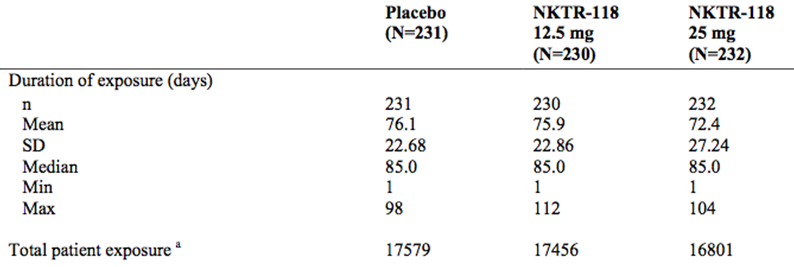 Placebo NKTR-118 NKTR-118
(N=231) 12.5 mg 25 mg
(N=230) (N=232)
Duration of exposure (days)
n 231 230 232
Mean 76.1 75.9 72.4
SD 22.68 22.86 27.24
Median 85.0 85.0 85.0
Min 1 1 1
Max 98 112 104
Total patient exposure a 17579 17456 16801